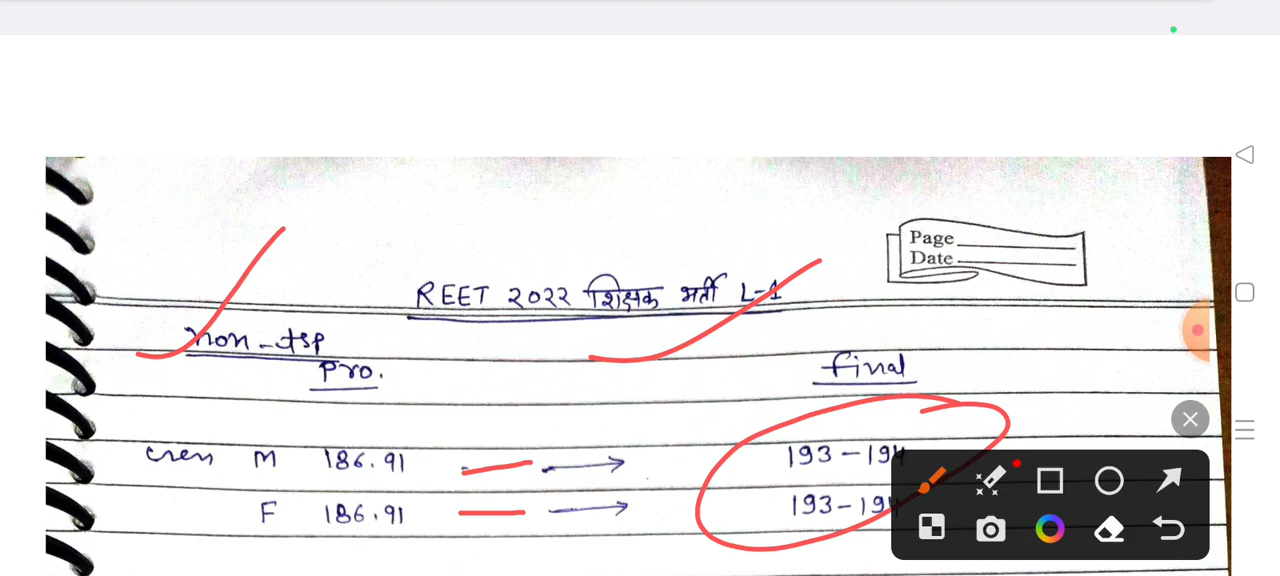 Page
Date
REET 2022 शिक्षक भर्ती L-1
non-tsp
Pro.
final
Gen M 186.91 193-194
F 186.91 193-19